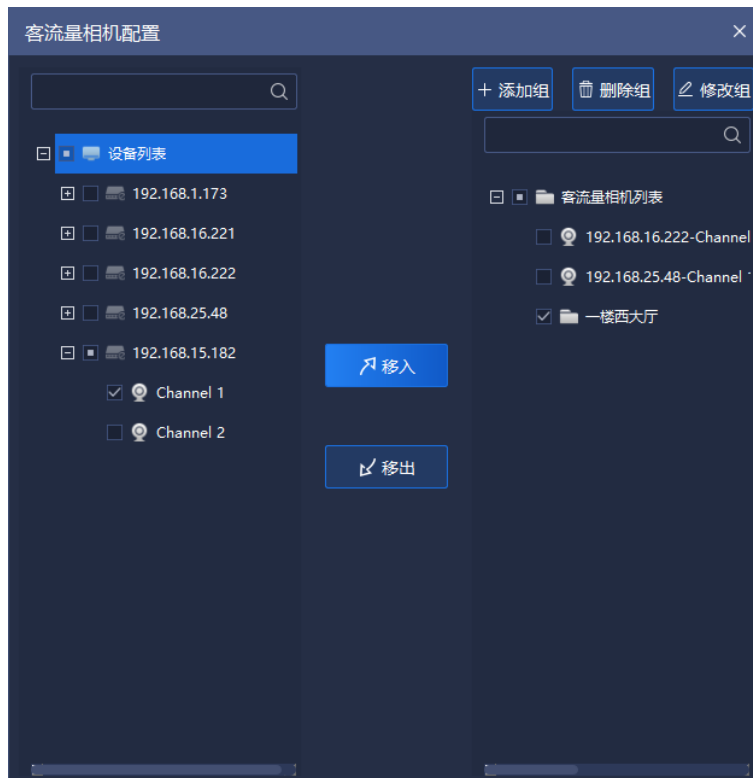 客流量相机配置
设备列表
192.168.1.173
192.168.16.221
192.168.16.222
192.168.25.48
192.168.15.182
Channel 1
Channel 2
移入
移出
添加组 删除组 修改组
客流量相机列表
192.168.16.222-Channel
192.168.25.48-Channel
一楼西大厅